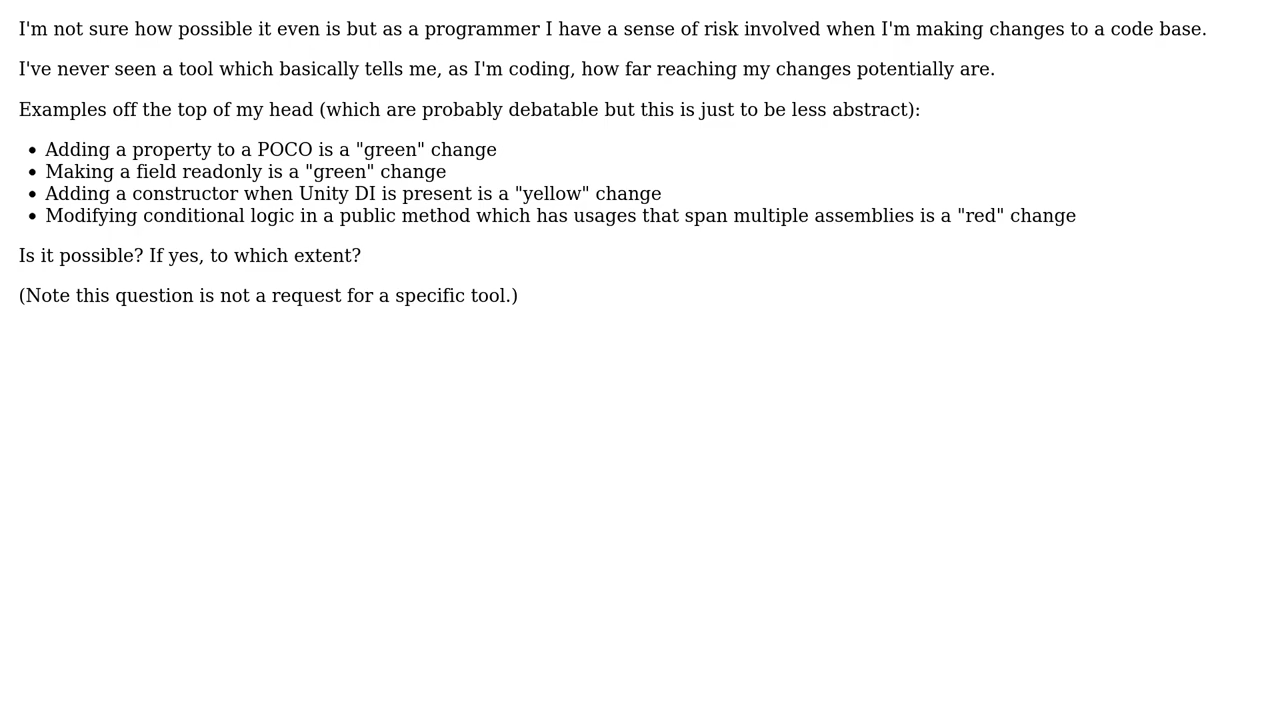 I'm not sure how possible it even is but as a programmer I have a sense of risk involved when I'm making changes to a code base.
I've never seen a tool which basically tells me, as I'm coding, how far reaching my changes potentially are.
Examples off the top of my head (which are probably debatable but this is just to be less abstract):
• Adding a property to a POCO is a "green" change
• Making a field readonly is a "green" change
• Adding a constructor when Unity DI is present is a "yellow" change
• Modifying conditional logic in a public method which has usages that span multiple assemblies is a "red" change
Is it possible? If yes, to which extent?
(Note this question is not a request for a specific tool.)